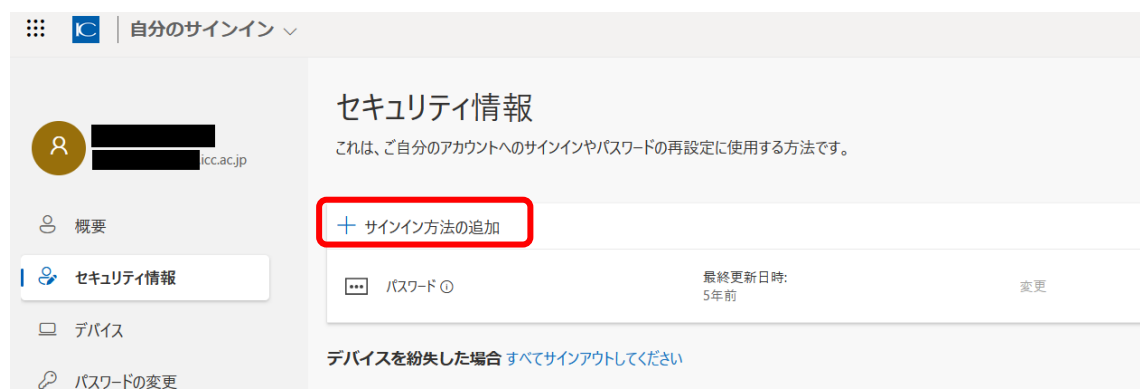 IC 自分のサインイン
セキュリティ情報
これは、ご自分のアカウントへのサインインやパスワードの再設定に使用する方法です。
R
icc.ac.jp
概要
セキュリティ情報
デバイス
パスワードの変更
+ サインイン方法の追加
パスワード
最終更新日時:
5年前
変更
デバイスを紛失した場合 すべてサインアウトしてください